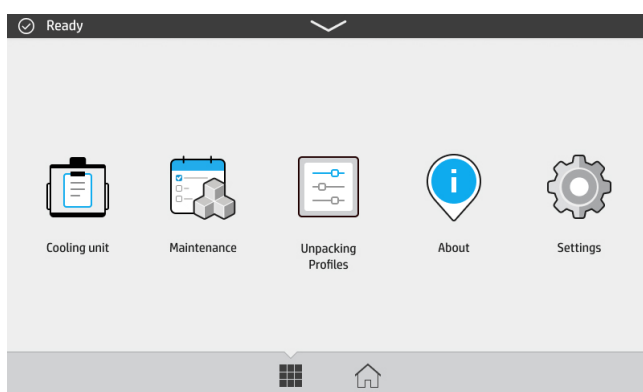 Ready
Cooling unit
Maintenance
Unpacking
Profiles
About
Settings